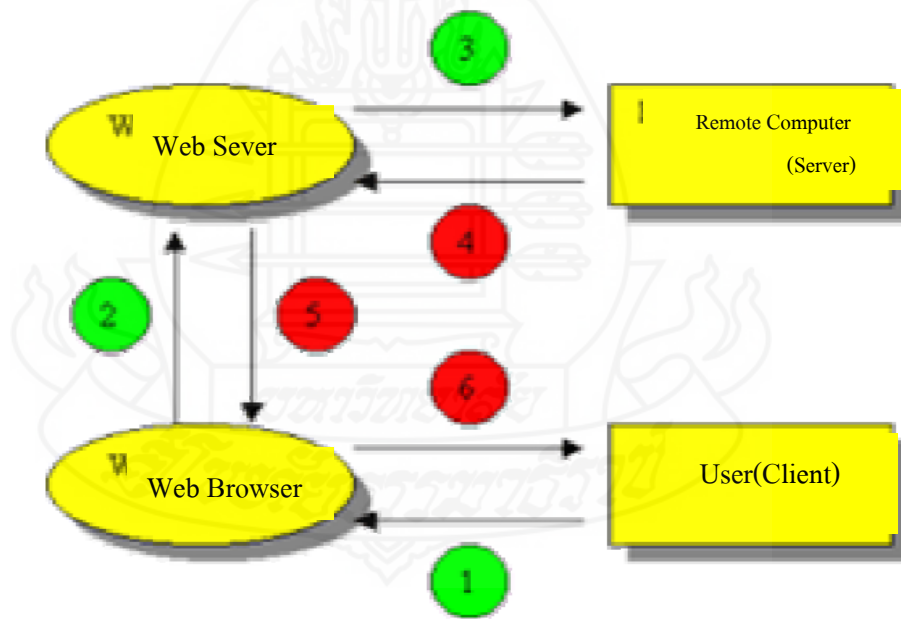 3
W Web Sever
Remote Computer
(Server)
4
2
5
6
W Web Browser
User(Client)
1